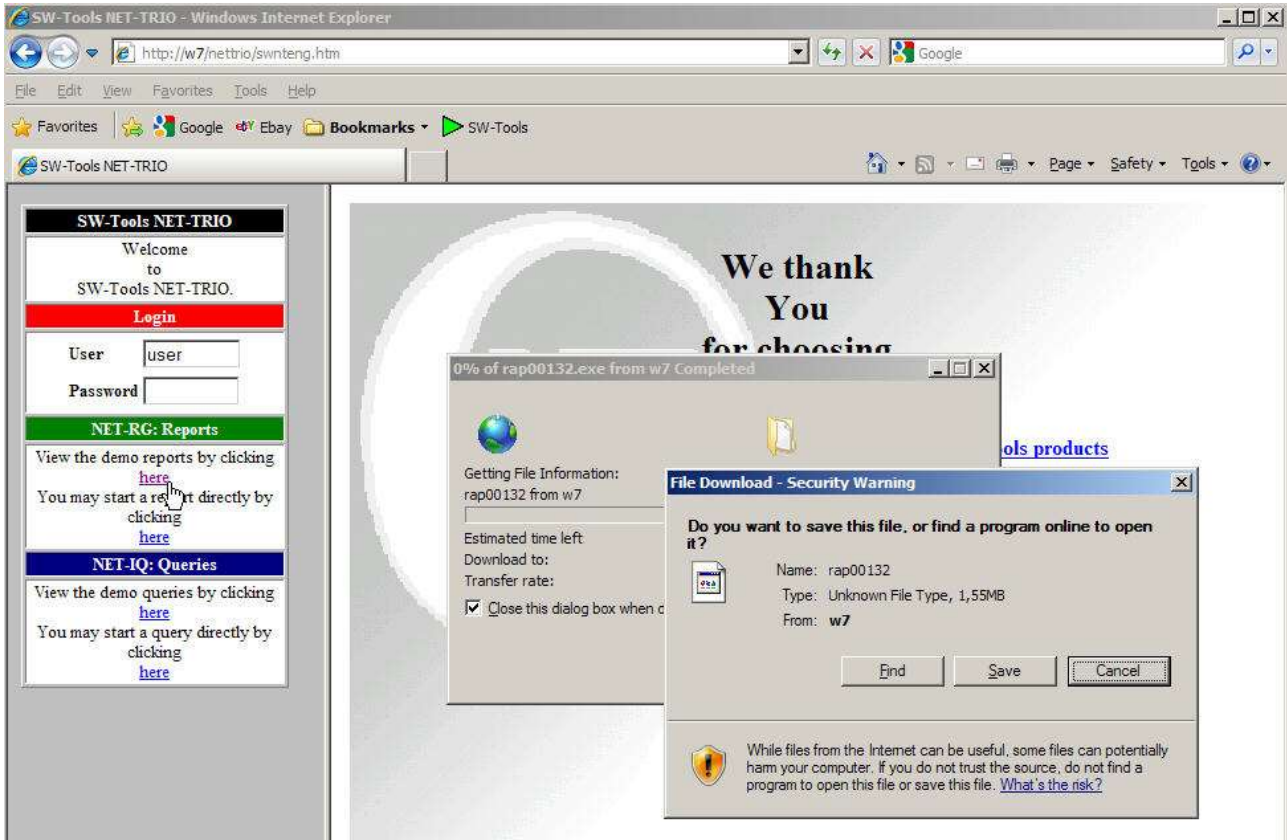 SW-Tools NET-TRIO - Windows Internet Explorer
http://w7/nettrio/swnteng.htm
Google
File Edit View Favorites Tools Help
Favorites Google Ebay Bookmarks SW-Tools
SW-Tools NET-TRIO
Page Safety Tools
SW-Tools NET-TRIO
Welcome
to
SW-Tools NET-TRIO.
Login
User user
Password
NET-RG: Reports
View the demo reports by clicking
here
You may start a report directly by
clicking
here
NET-IQ: Queries
View the demo queries by clicking
here
You may start a query directly by
clicking
here
We thank
You
for choosing
ols products
0% of rap00132.exe from w7 Completed
Getting File Information:
rap00132 from w7
Estimated time left
Download to:
Transfer rate:
Close this dialog box when
File Download - Security Warning
Do you want to save this file, or find a program online to open
it?
Name: rap00132
Type: Unknown File Type, 1,55MB
From: w7
Find Save Cancel
While files from the Internet can be useful, some files can potentially
harm your computer. If you do not trust the source, do not find a
program to open this file or save this file. What's the risk?